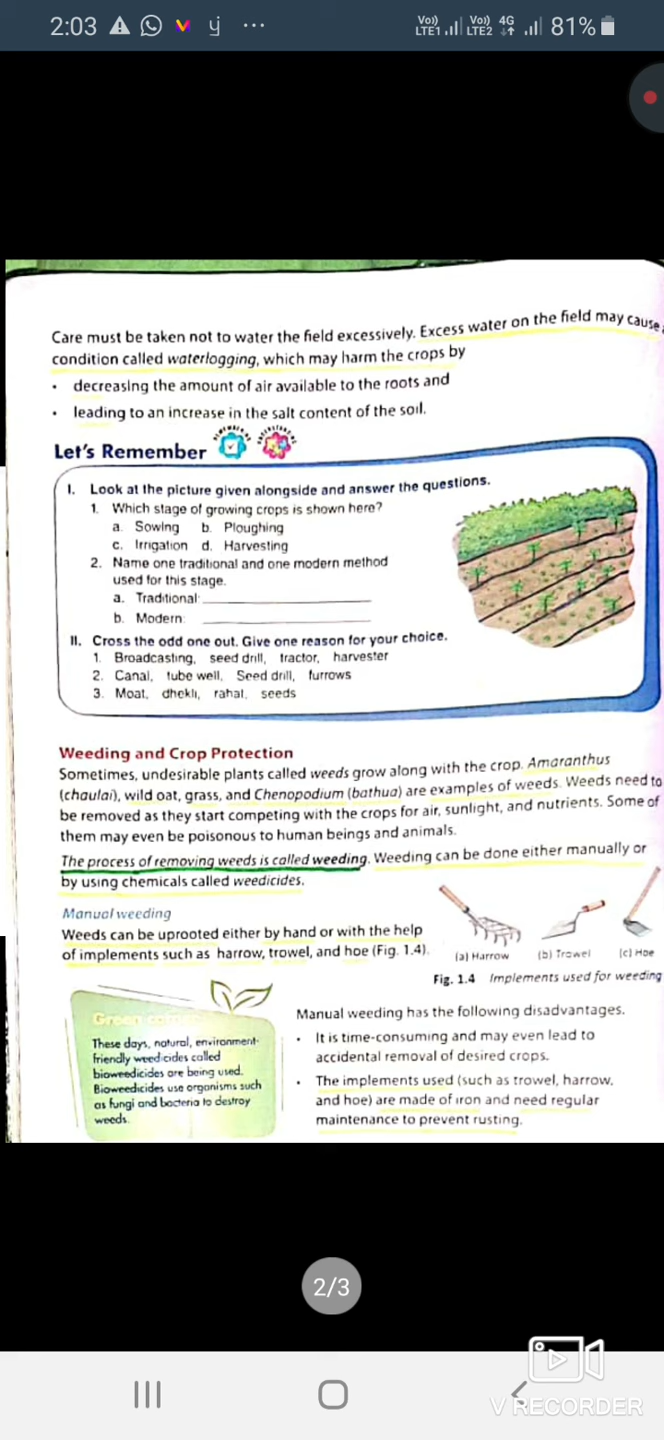 2:03
Vo)) LTE1 Vo)) LTE2 4G 81%
Care must be taken not to water the field excessively. Excess water on the field may cause a
condition called waterlogging, which may harm the crops by
• decreasing the amount of air available to the roots and
• leading to an increase in the salt content of the soil.
Let's Remember
I. Look at the picture given alongside and answer the questions.
1. Which stage of growing crops is shown here?
a. Sowing b. Ploughing
c. Irrigation d. Harvesting
2. Name one traditional and one modern method
used for this stage.
a. Traditional:
b. Modern:
II. Cross the odd one out. Give one reason for your choice.
1. Broadcasting, seed drill, tractor, harvester
2. Canal, tube well, Seed drill, furrows
3. Moat, dhekli, rahat, seeds
Weeding and Crop Protection
Sometimes, undesirable plants called weeds grow along with the crop. Amaranthus
(chaulai), wild oat, grass, and Chenopodium (bathua) are examples of weeds. Weeds need to
be removed as they start competing with the crops for air, sunlight, and nutrients. Some of
them may even be poisonous to human beings and animals.
The process of removing weeds is called weeding. Weeding can be done either manually or
by using chemicals called weedicides.
Manual weeding
Weeds can be uprooted either by hand or with the help
of implements such as harrow, trowel, and hoe (Fig. 1.4).
(a) Harrow (b) Trowel (c) Hoe
Fig. 1.4 Implements used for weeding
Green corner
These days, natural, environment-
friendly weedicides called
bioweedicides are being used.
Bioweedicides use organisms such
as fungi and bacteria to destroy
weeds.
Manual weeding has the following disadvantages.
• It is time-consuming and may even lead to
accidental removal of desired crops.
• The implements used (such as trowel, harrow,
and hoe) are made of iron and need regular
maintenance to prevent rusting.
2/3
V RECORDER